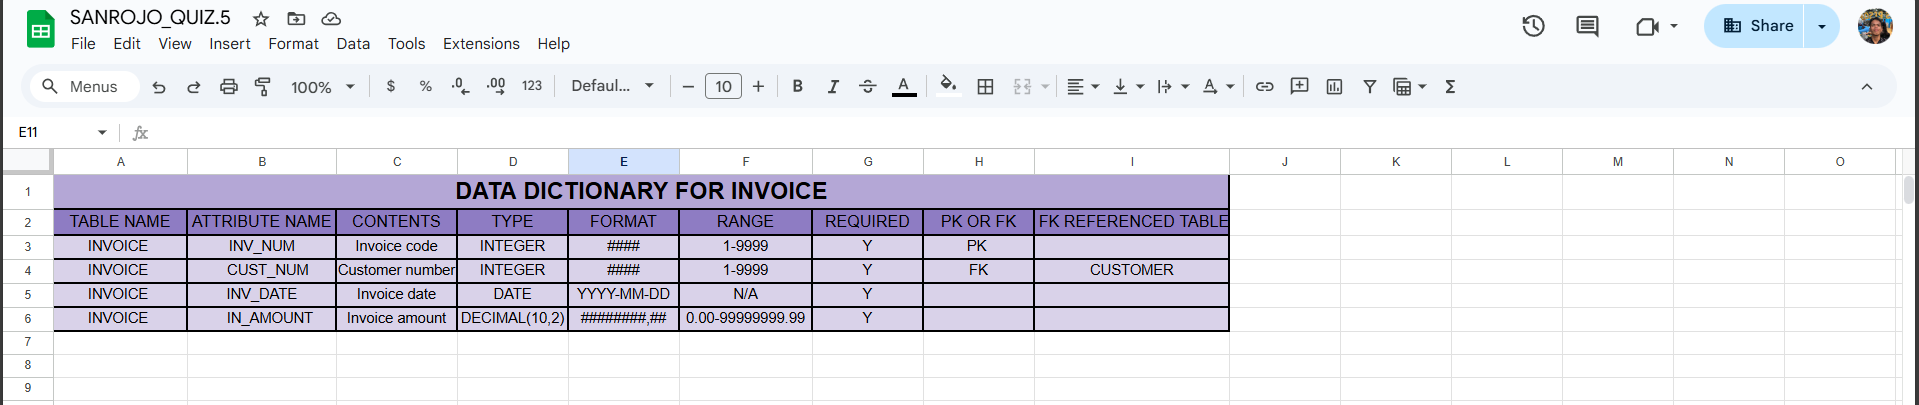 SANROJO_QUIZ.5
File Edit View Insert Format Data Tools Extensions Help
Share
Menus 100% $ % .0 .00 123 Defaul... 10 B I A A Σ
E11 fx
A B C D E F G H I J K L M N O
1 DATA DICTIONARY FOR INVOICE
2 TABLE NAME ATTRIBUTE NAME CONTENTS TYPE FORMAT RANGE REQUIRED PK OR FK FK REFERENCED TABLE
3 INVOICE INV_NUM Invoice code INTEGER #### 1-9999 Y PK
4 INVOICE CUST_NUM Customer number INTEGER #### 1-9999 Y FK CUSTOMER
5 INVOICE INV_DATE Invoice date DATE YYYY-MM-DD N/A Y
6 INVOICE IN_AMOUNT Invoice amount DECIMAL(10,2) ########,## 0.00-99999999.99 Y
7
8
9